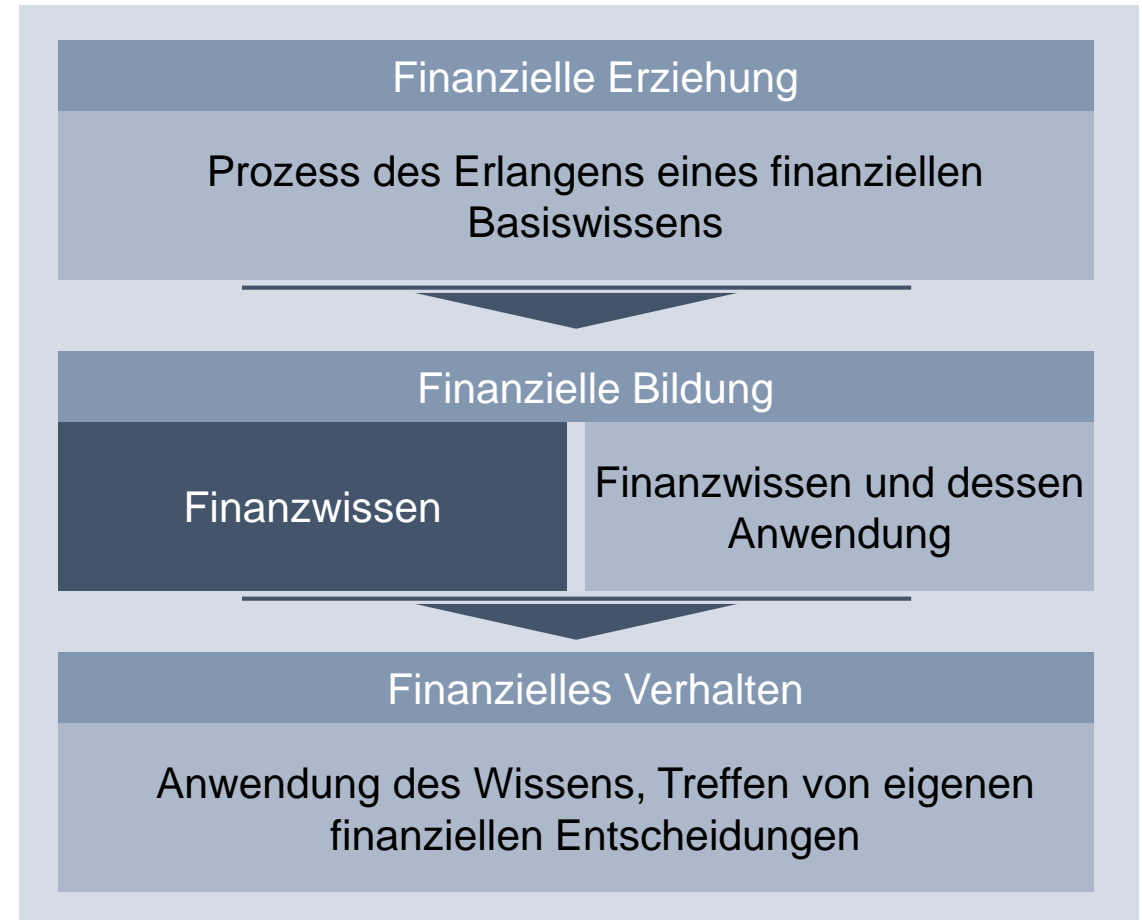 Finanzielle Erziehung
Prozess des Erlangens eines finanziellen
Basiswissens
Finanzielle Bildung
Finanzwissen
Finanzwissen und dessen
Anwendung
Finanzielles Verhalten
Anwendung des Wissens, Treffen von eigenen
finanziellen Entscheidungen